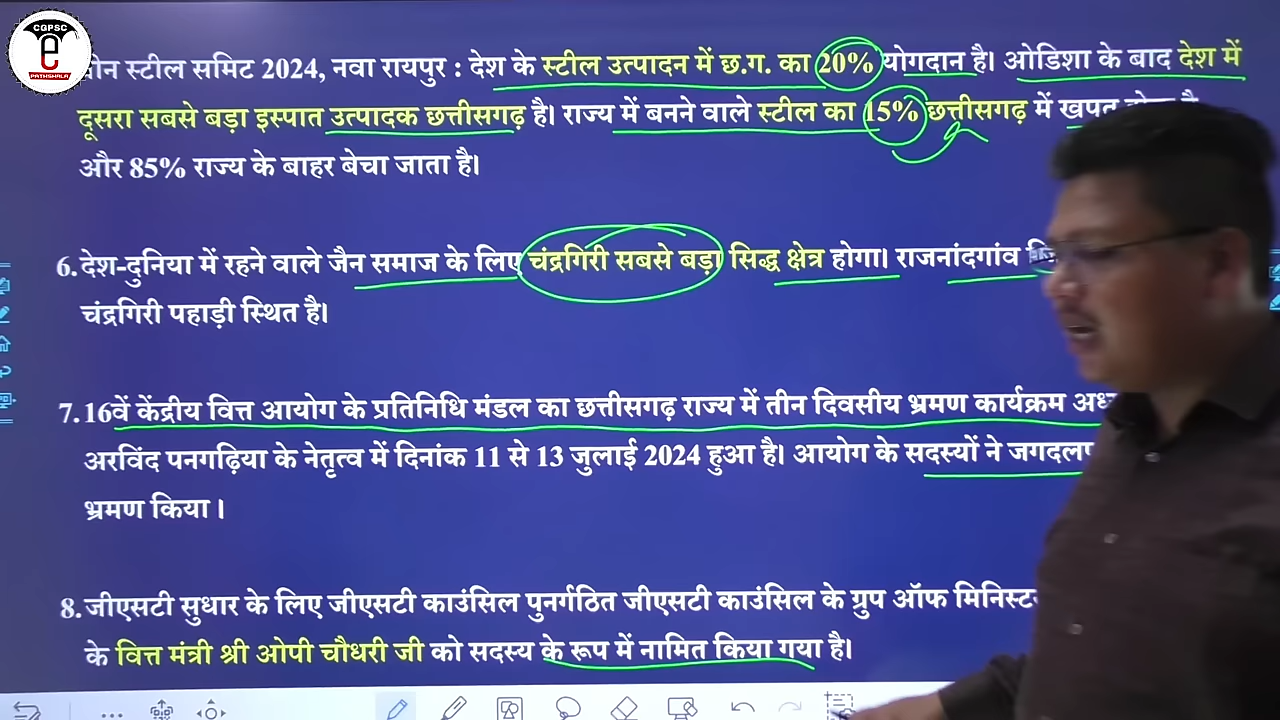 CGPSC
e
PATHSHALA
स्टील समिट 2024, नवा रायपुर : देश के स्टील उत्पादन में छ.ग. का 20% योगदान है। ओडिशा के बाद देश में
दूसरा सबसे बड़ा इस्पात उत्पादक छत्तीसगढ़ है। राज्य में बनने वाले स्टील का 15% छत्तीसगढ़ में खपत
और 85% राज्य के बाहर बेचा जाता है।
6. देश-दुनिया में रहने वाले जैन समाज के लिए चंद्रगिरी सबसे बड़ा सिद्ध क्षेत्र होगा। राजनांदगांव
चंद्रगिरी पहाड़ी स्थित है।
7. 16वें केंद्रीय वित्त आयोग के प्रतिनिधि मंडल का छत्तीसगढ़ राज्य में तीन दिवसीय भ्रमण कार्यक्रम
अरविंद पनगढ़िया के नेतृत्व में दिनांक 11 से 13 जुलाई 2024 हुआ है। आयोग के सदस्यों ने
भ्रमण किया ।
8. जीएसटी सुधार के लिए जीएसटी काउंसिल पुनर्गठित जीएसटी काउंसिल के ग्रुप ऑफ
के वित्त मंत्री श्री ओपी चौधरी जी को सदस्य के रूप में नामित किया गया है।